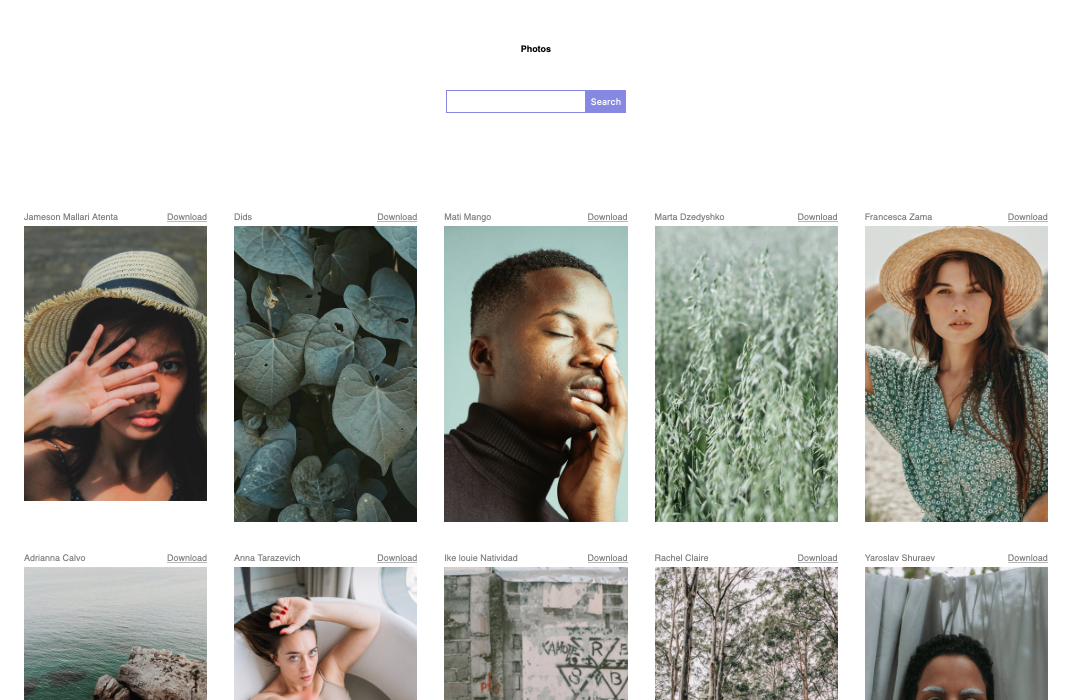 Photos
Search
Jameson Mallari Atenta Download
Dids Download
Mati Mango Download
Marta Dzedyshko Download
Francesca Zama Download
Adrianna Calvo Download
Anna Tarazevich Download
Ike louie Natividad Download
Rachel Claire Download
Yaroslav Shuraev Download